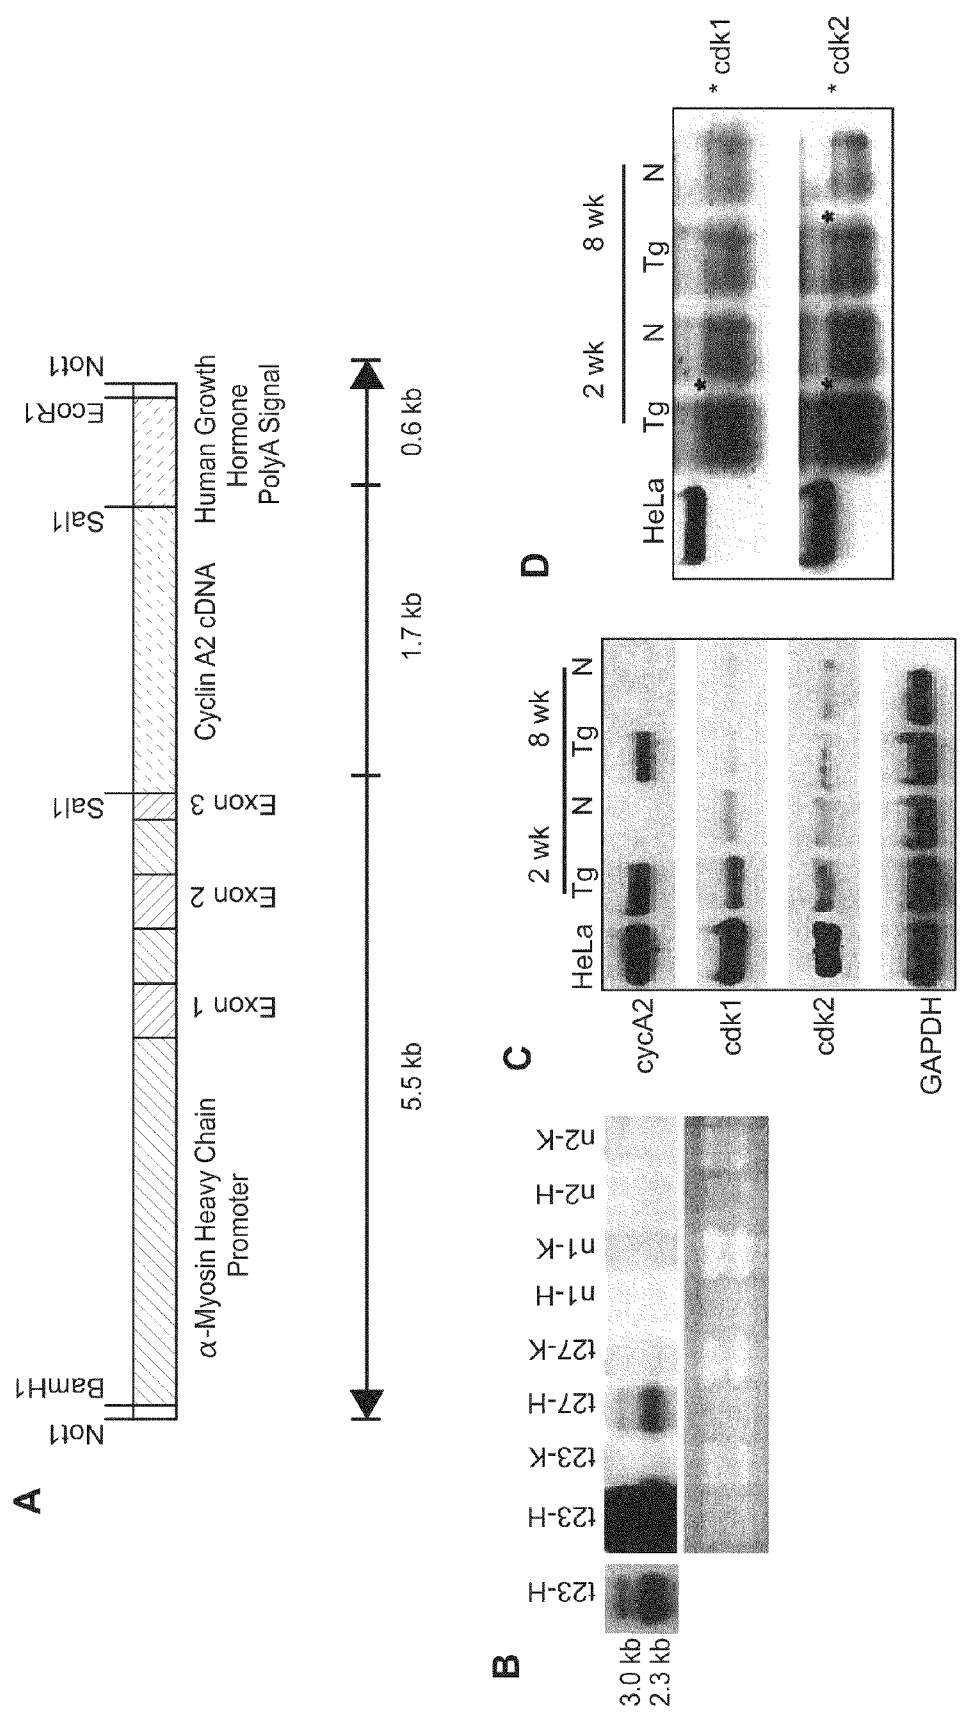 A
Not1
BamH1
Sal1
Sal1
EcoR1
Not1
α-Myosin Heavy Chain
Promoter
Exon 1
Exon 2
Exon 3
Cyclin A2 cDNA
Human Growth
Hormone
PolyA Signal
5.5 kb
1.7 kb
0.6 kb
B
t23-H
t23-H
t23-K
t27-H
t27-K
n1-H
n1-K
n2-H
n2-K
3.0 kb
2.3 kb
C
2 wk
8 wk
HeLa
Tg
N
Tg
N
cycA2
cdk1
cdk2
GAPDH
D
2 wk
8 wk
HeLa
Tg
N
Tg
N
*
* cdk1
*
*
* cdk2